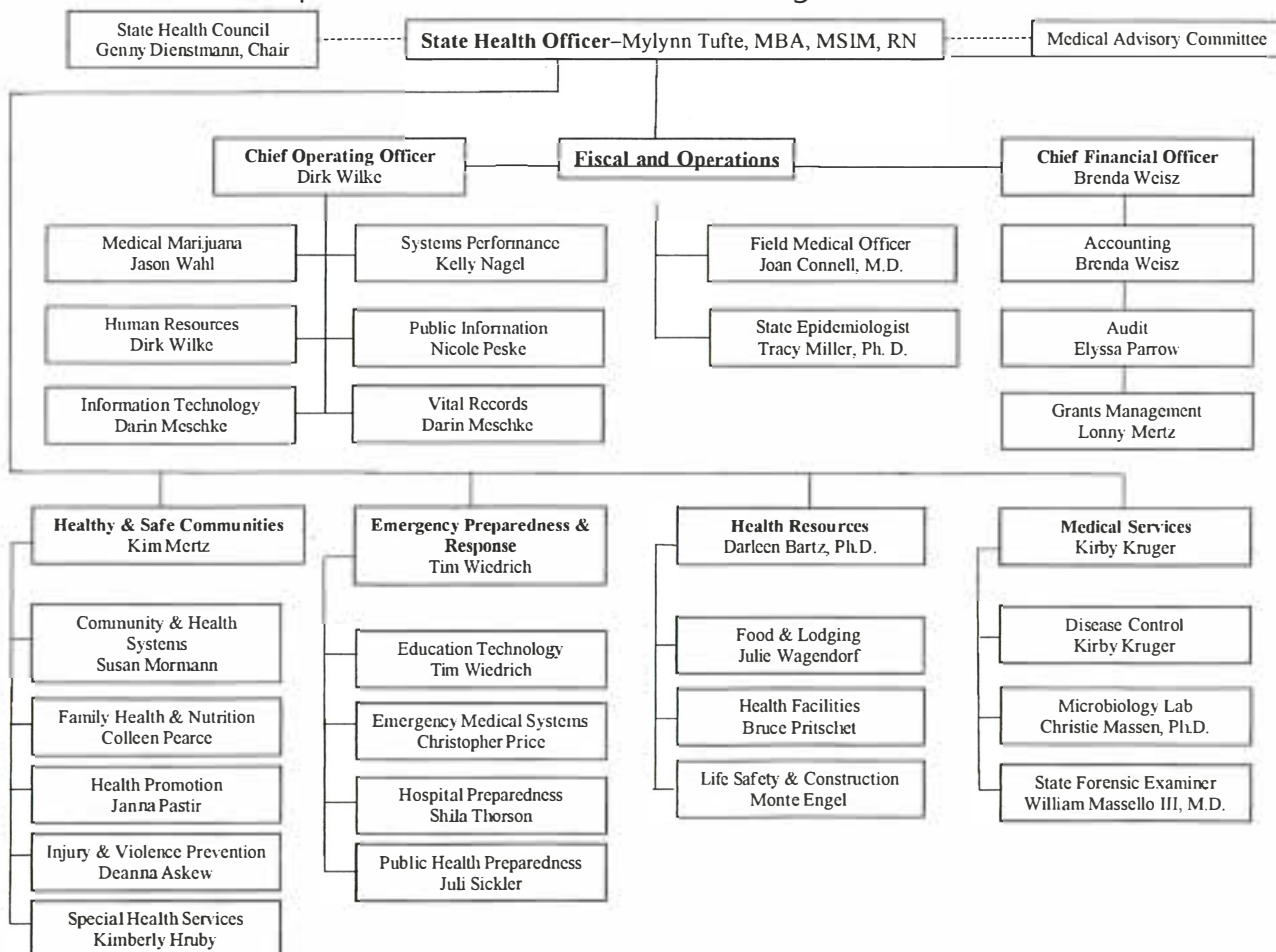 State Health Council
Genny Dienstmann, Chair
State Health Officer–Mylynn Tufte, MBA, MSIM, RN
Medical Advisory Committee
Chief Operating Officer
Dirk Wilke
Fiscal and Operations
Chief Financial Officer
Brenda Weisz
Medical Marijuana
Jason Wahl
Systems Performance
Kelly Nagel
Field Medical Officer
Joan Connell, M.D.
Accounting
Brenda Weisz
Human Resources
Dirk Wilke
Public Information
Nicole Peske
State Epidemiologist
Tracy Miller, Ph. D.
Audit
Elyssa Parrow
Information Technology
Darin Meschke
Vital Records
Darin Meschke
Grants Management
Lonny Mertz
Healthy & Safe Communities
Kim Mertz
Community & Health
Systems
Susan Mormann
Family Health & Nutrition
Colleen Pearce
Health Promotion
Janna Pastir
Injury & Violence Prevention
Deanna Askew
Special Health Services
Kimberly Hruby
Emergency Preparedness &
Response
Tim Wiedrich
Education Technology
Tim Wiedrich
Emergency Medical Systems
Christopher Price
Hospital Preparedness
Shila Thorson
Public Health Preparedness
Juli Sickler
Health Resources
Darleen Bartz, Ph.D.
Food & Lodging
Julie Wagendorf
Health Facilities
Bruce Pritschet
Life Safety & Construction
Monte Engel
Medical Services
Kirby Kruger
Disease Control
Kirby Kruger
Microbiology Lab
Christie Massen, Ph.D.
State Forensic Examiner
William Massello III, M.D.